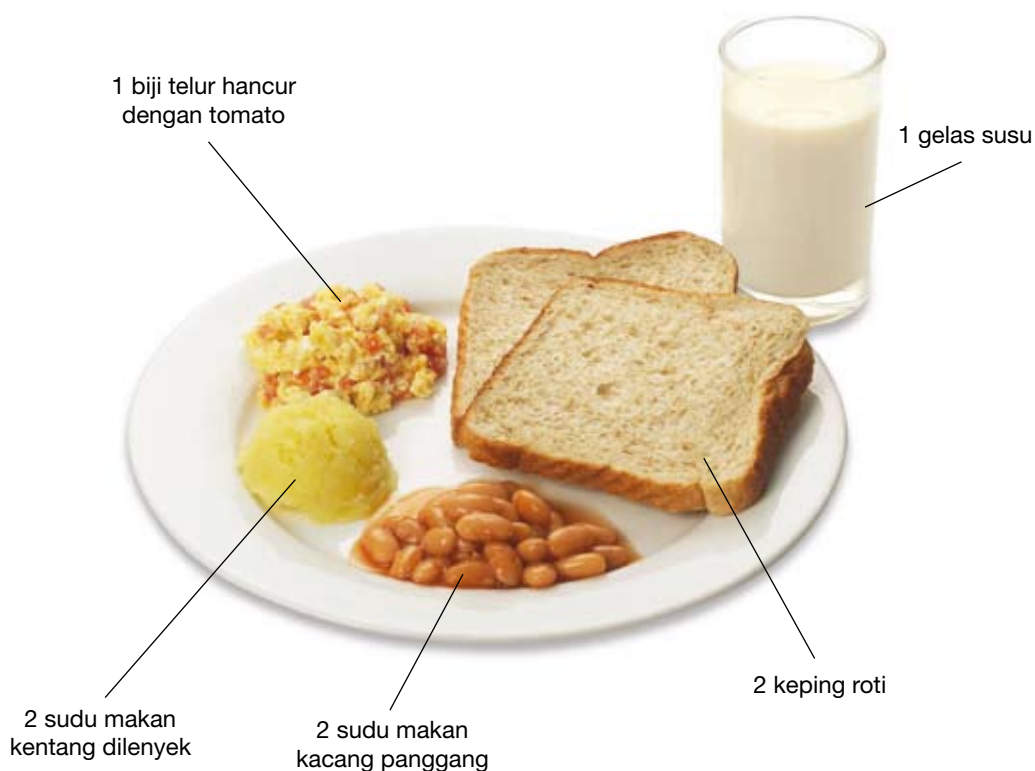 1 biji telur hancur
dengan tomato
1 gelas susu
2 keping roti
2 sudu makan
kentang dilenyek
2 sudu makan
kacang panggang